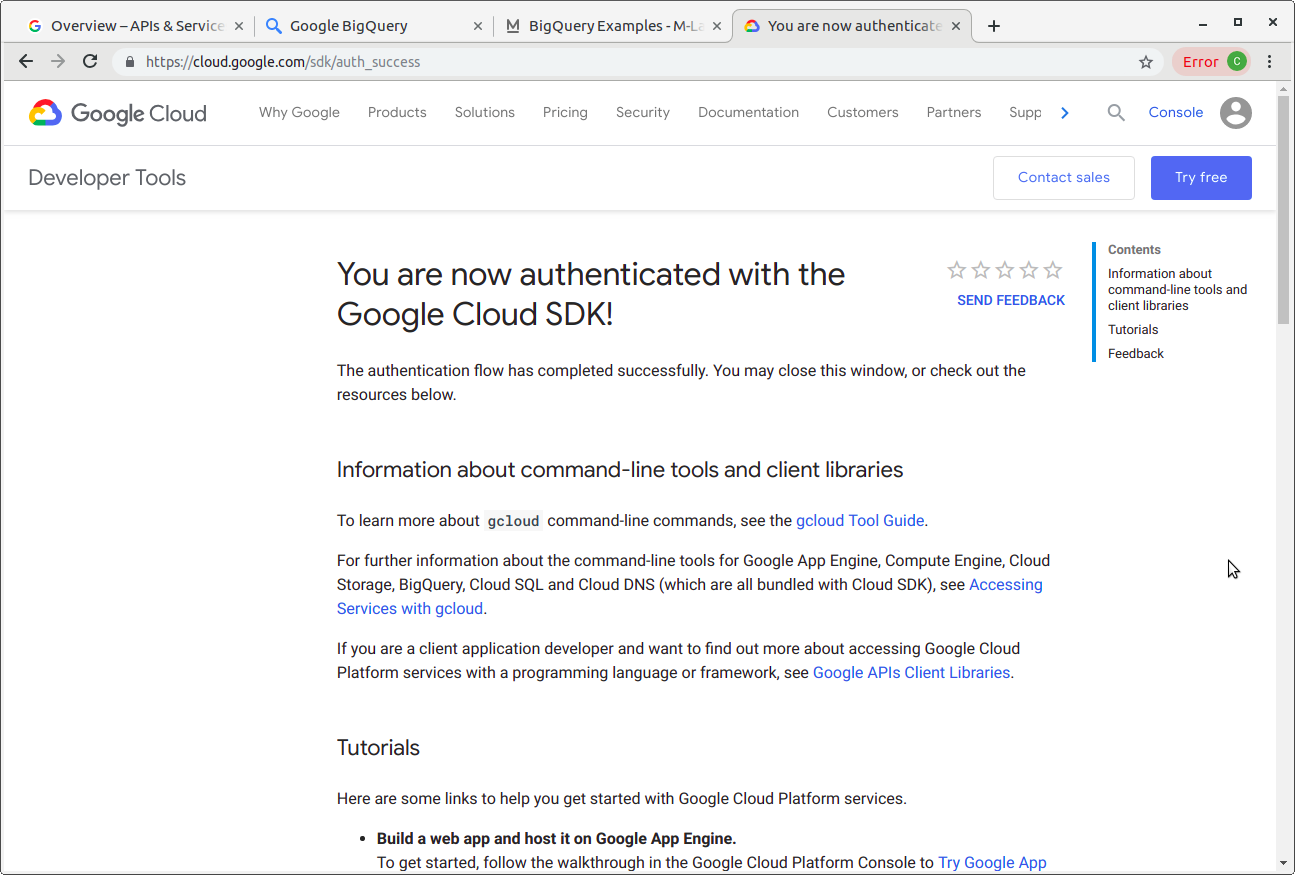 Overview – APIs & Service
Google BigQuery
BigQuery Examples - M-La
You are now authenticate
https://cloud.google.com/sdk/auth_success
Error C
Google Cloud
Why Google Products Solutions Pricing Security Documentation Customers Partners Supp
Console
Developer Tools
Contact sales
Try free
You are now authenticated with the
Google Cloud SDK!
SEND FEEDBACK
Contents
Information about
command-line tools and
client libraries
Tutorials
Feedback
The authentication flow has completed successfully. You may close this window, or check out the
resources below.
Information about command-line tools and client libraries
To learn more about gcloud command-line commands, see the gcloud Tool Guide.
For further information about the command-line tools for Google App Engine, Compute Engine, Cloud
Storage, BigQuery, Cloud SQL and Cloud DNS (which are all bundled with Cloud SDK), see Accessing
Services with gcloud.
If you are a client application developer and want to find out more about accessing Google Cloud
Platform services with a programming language or framework, see Google APIs Client Libraries.
Tutorials
Here are some links to help you get started with Google Cloud Platform services.
• Build a web app and host it on Google App Engine.
To get started, follow the walkthrough in the Google Cloud Platform Console to Try Google App